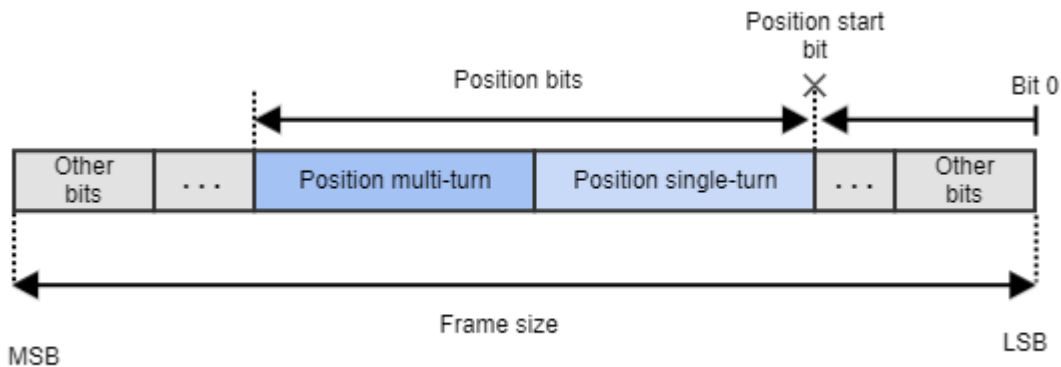 Position start
bit
Position bits
Bit 0
Other
bits
...
Position multi-turn
Position single-turn
...
Other
bits
Frame size
MSB
LSB